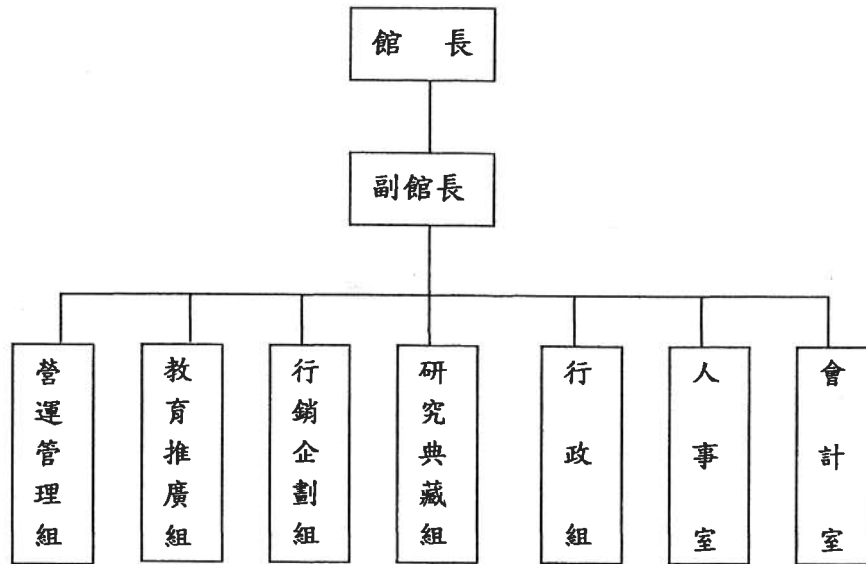 館 長
副館長
營運管理組
教育推廣組
行銷企劃組
研究典藏組
行政組
人事室
會計室